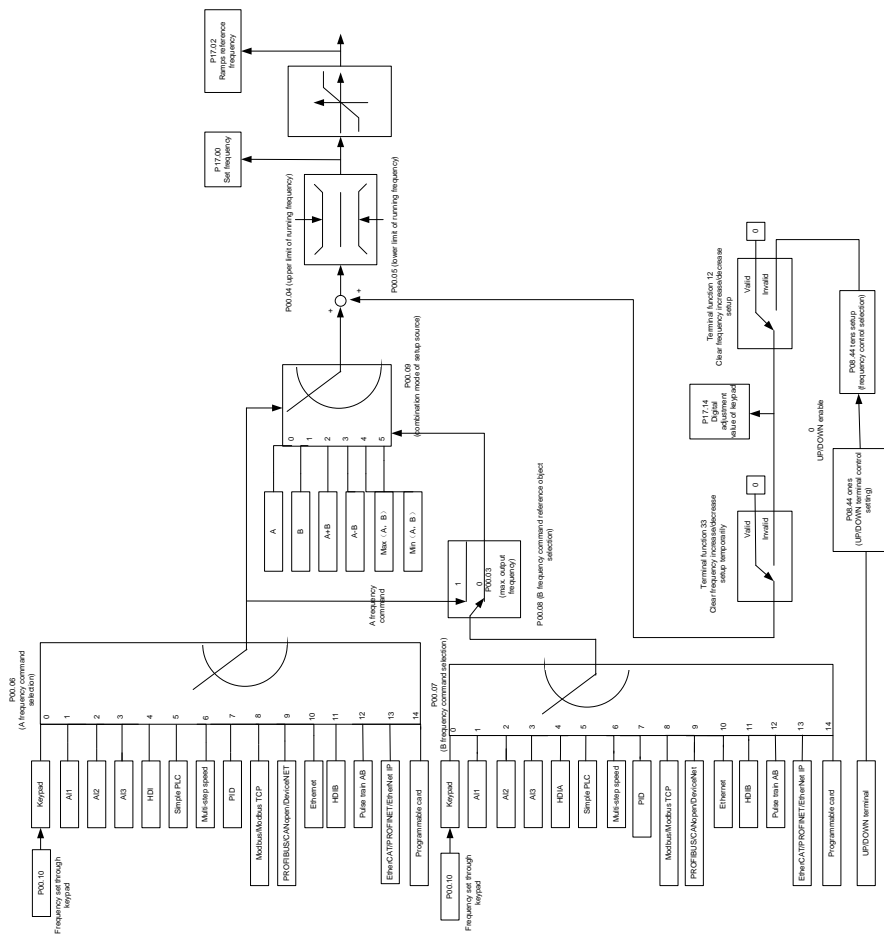 P17.02
Ramps reference
frequency
P17.00
Set frequency
P00.04 (upper limit of running frequency)
P00.05 (lower limit of running frequency)
+
+
P00.09
(combination mode of setup source)
0
1
2
3
4
5
A
B
A+B
A-B
Max（A，B）
Min（A，B）
A frequency
command
1
0
P00.03
(max. output
frequency)
P00.08 (B frequency command reference object
selection)
P00.06
(A frequency command
selection)
0
1
2
3
4
5
6
7
8
9
10
11
12
13
14
Keypad
AI1
AI2
AI3
HDI
Simple PLC
Multi-step speed
PID
Modbus/Modbus TCP
PROFIBUS/CANopen/DeviceNET
Ethernet
HDIB
Pulse train AB
EtherCAT/PROFINET/EtherNet IP
Programmable card
P00.10
Frequency set through
keypad
P00.07
(B frequency command selection)
0
1
2
3
4
5
6
7
8
9
10
11
12
13
14
Keypad
AI1
AI2
AI3
HDIA
Simple PLC
Multi-step speed
PID
Modbus/Modbus TCP
PROFIBUS/CANopen/DeviceNet
Ethernet
HDIB
Pulse train AB
EtherCAT/PROFINET/EtherNet IP
Programmable card
P00.10
Frequency set through
keypad
UP/DOWN terminal
P08.44 ones
(UP/DOWN terminal control
setting)
0
UP/DOWN enable
P08.44 tens setup
(frequency control selection)
Terminal function 12
Clear frequency increase/decrease
setup
Valid
Invalid
0
P17.14
Digital
adjustment
value of keypad
Terminal function 33
Clear frequency increase/decrease
setup temporarily
Valid
Invalid
0